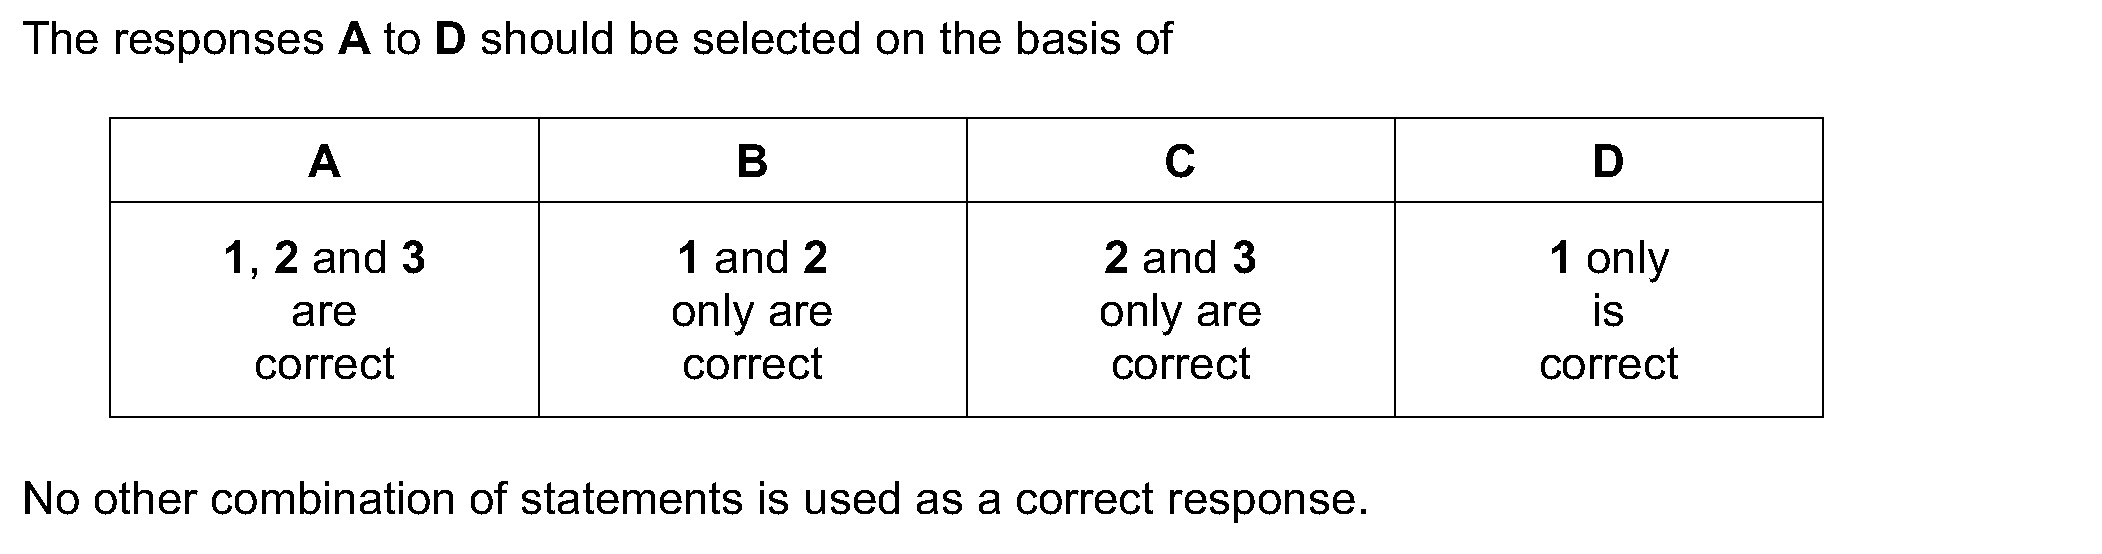 The responses A to D should be selected on the basis of
A B C D
1, 2 and 3 1 and 2 2 and 3 1 only
are only are only are is
correct correct correct correct
No other combination of statements is used as a correct response.